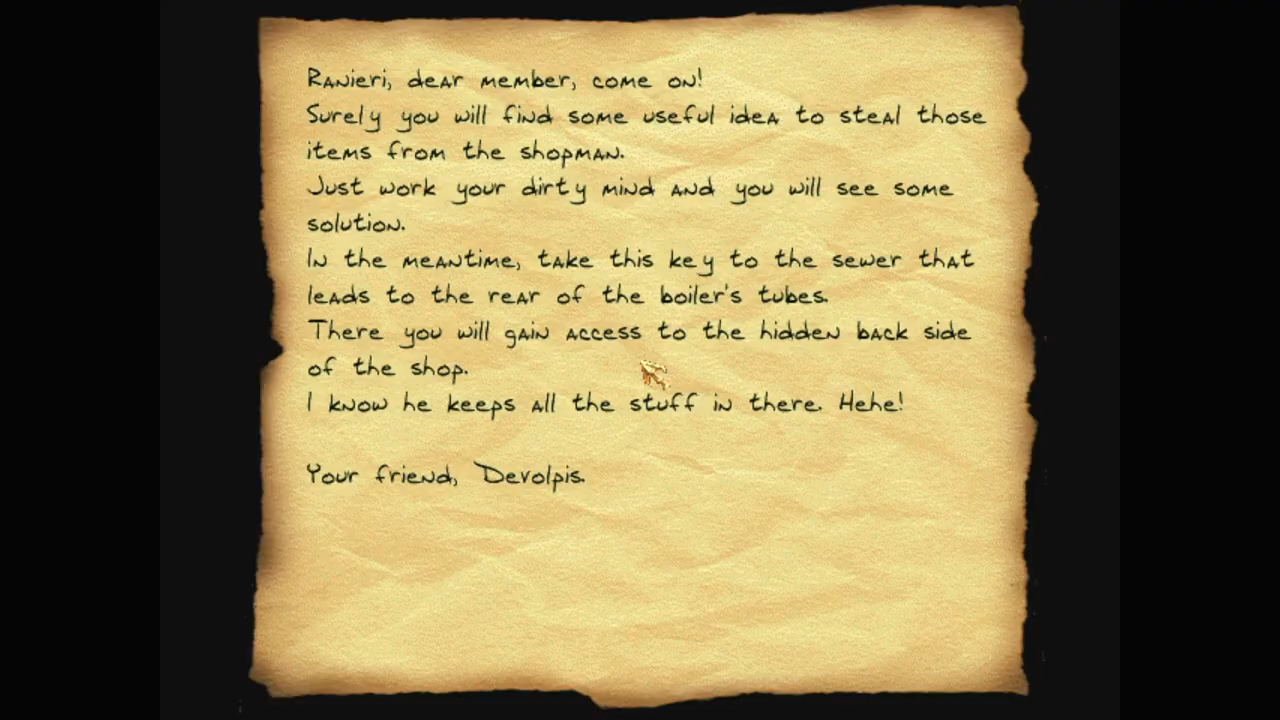 Ranieri, dear member, come on!
Surely you will find some useful idea to steal those
items from the shopman.
Just work your dirty mind and you will see some
solution.
In the meantime, take this key to the sewer that
leads to the rear of the boiler's tubes.
There you will gain access to the hidden back side
of the shop.
I know he keeps all the stuff in there. Hehe!
Your friend, Devolpis.